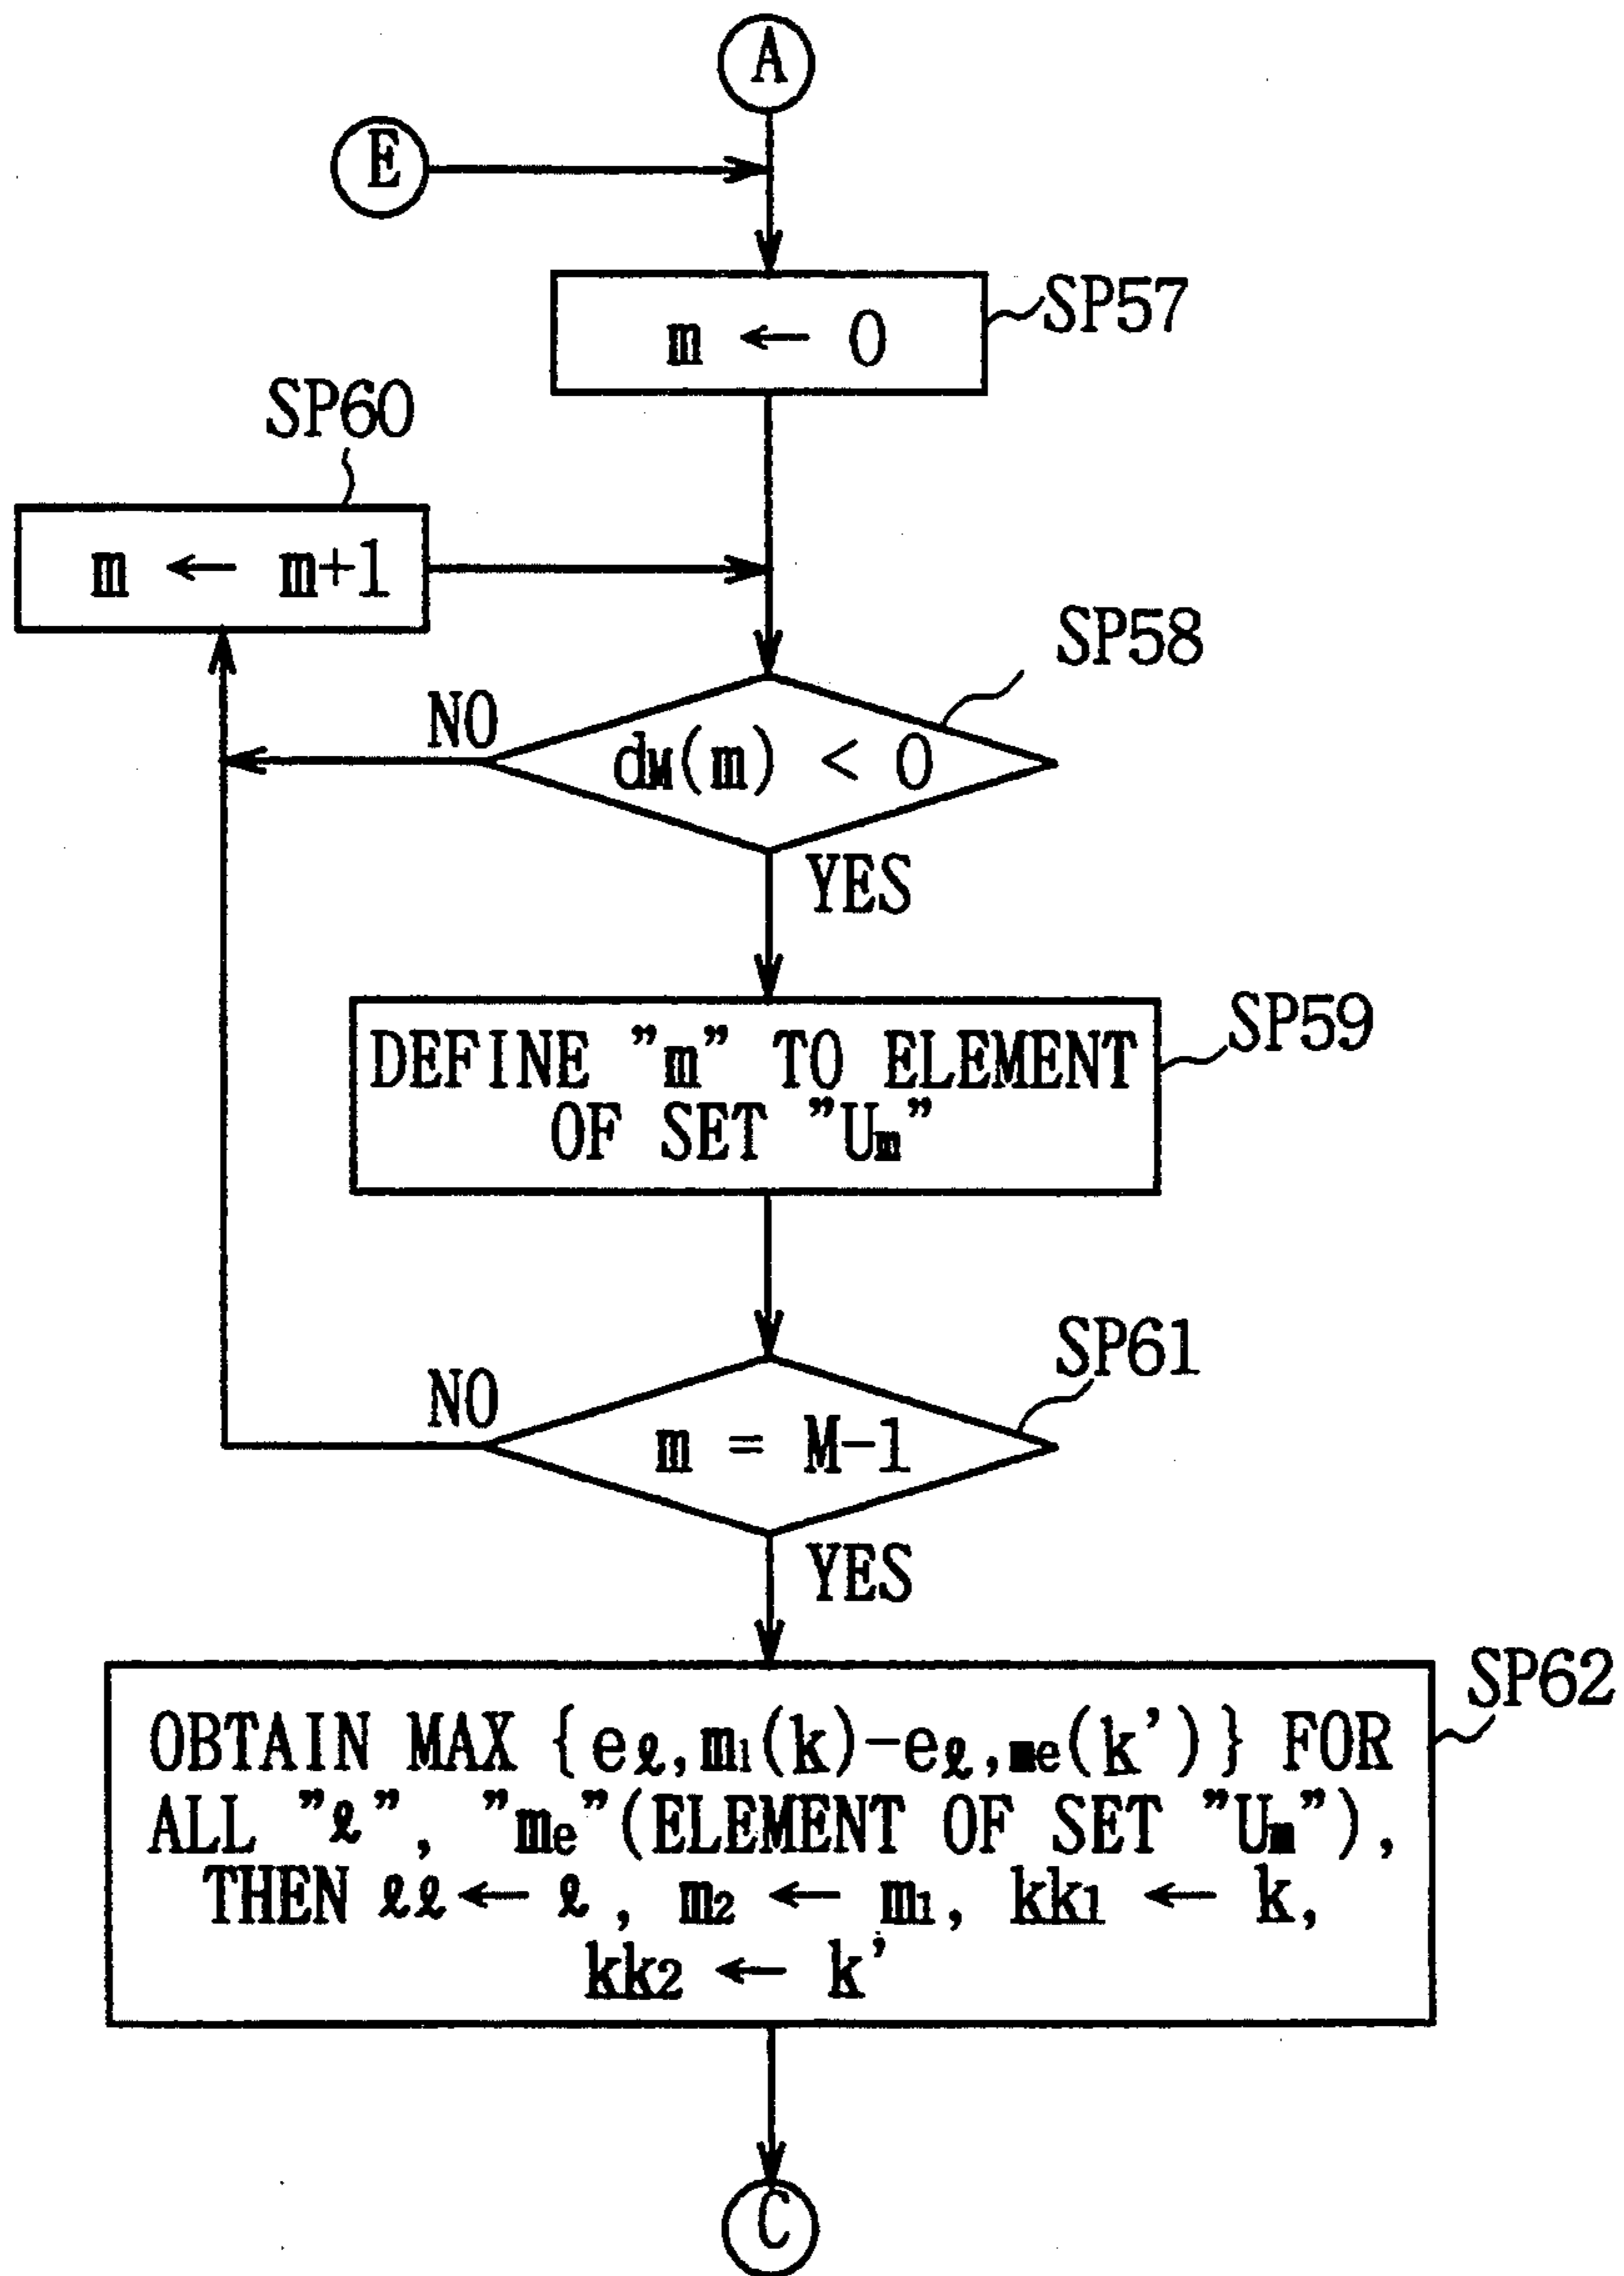 A
E
SP57
m ← 0
SP60
m ← m+1
SP58
NO
dM(m) < 0
YES
SP59
DEFINE "m" TO ELEMENT
OF SET "Um"
SP61
NO
m = M-1
YES
SP62
OBTAIN MAX {eℓ,m1(k)-eℓ,me(k')} FOR
ALL "ℓ", "me"(ELEMENT OF SET "Um"),
THEN ℓℓ ← ℓ, m2 ← m1, kk1 ← k,
kk2 ← k'
C